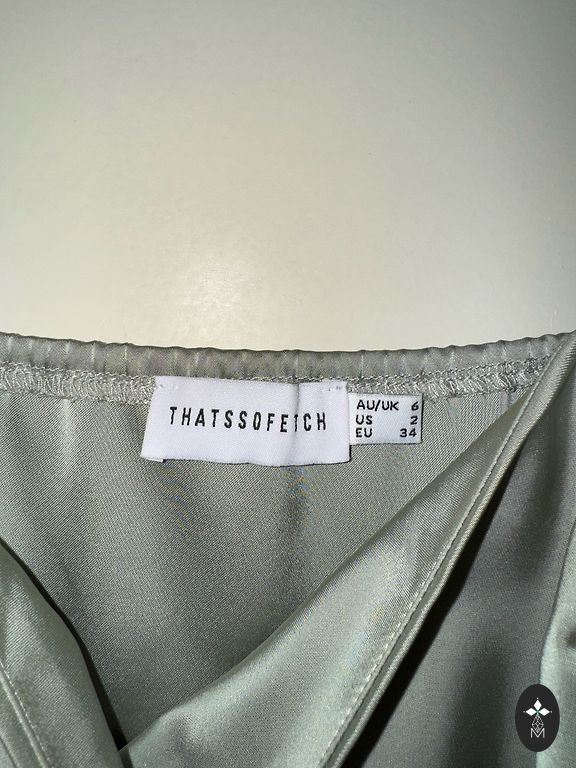 THATSSOFETCH
AU/UK 6
US 2
EU 34
M